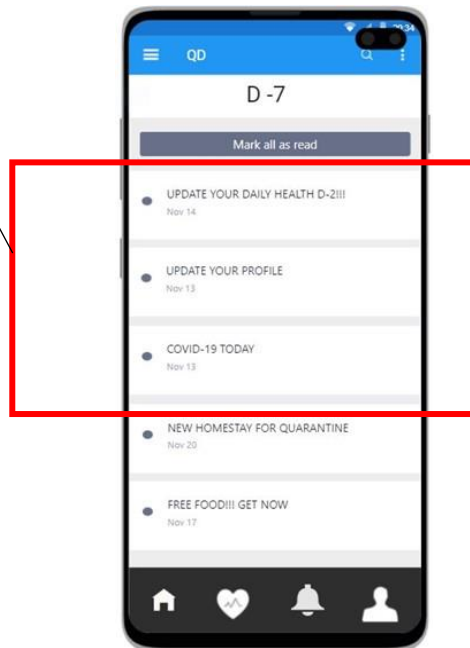 QD
D -7
Mark all as read
UPDATE YOUR DAILY HEALTH D-2!!!
Nov 14
UPDATE YOUR PROFILE
Nov 13
COVID-19 TODAY
Nov 13
NEW HOMESTAY FOR QUARANTINE
Nov 20
FREE FOOD!!! GET NOW
Nov 17